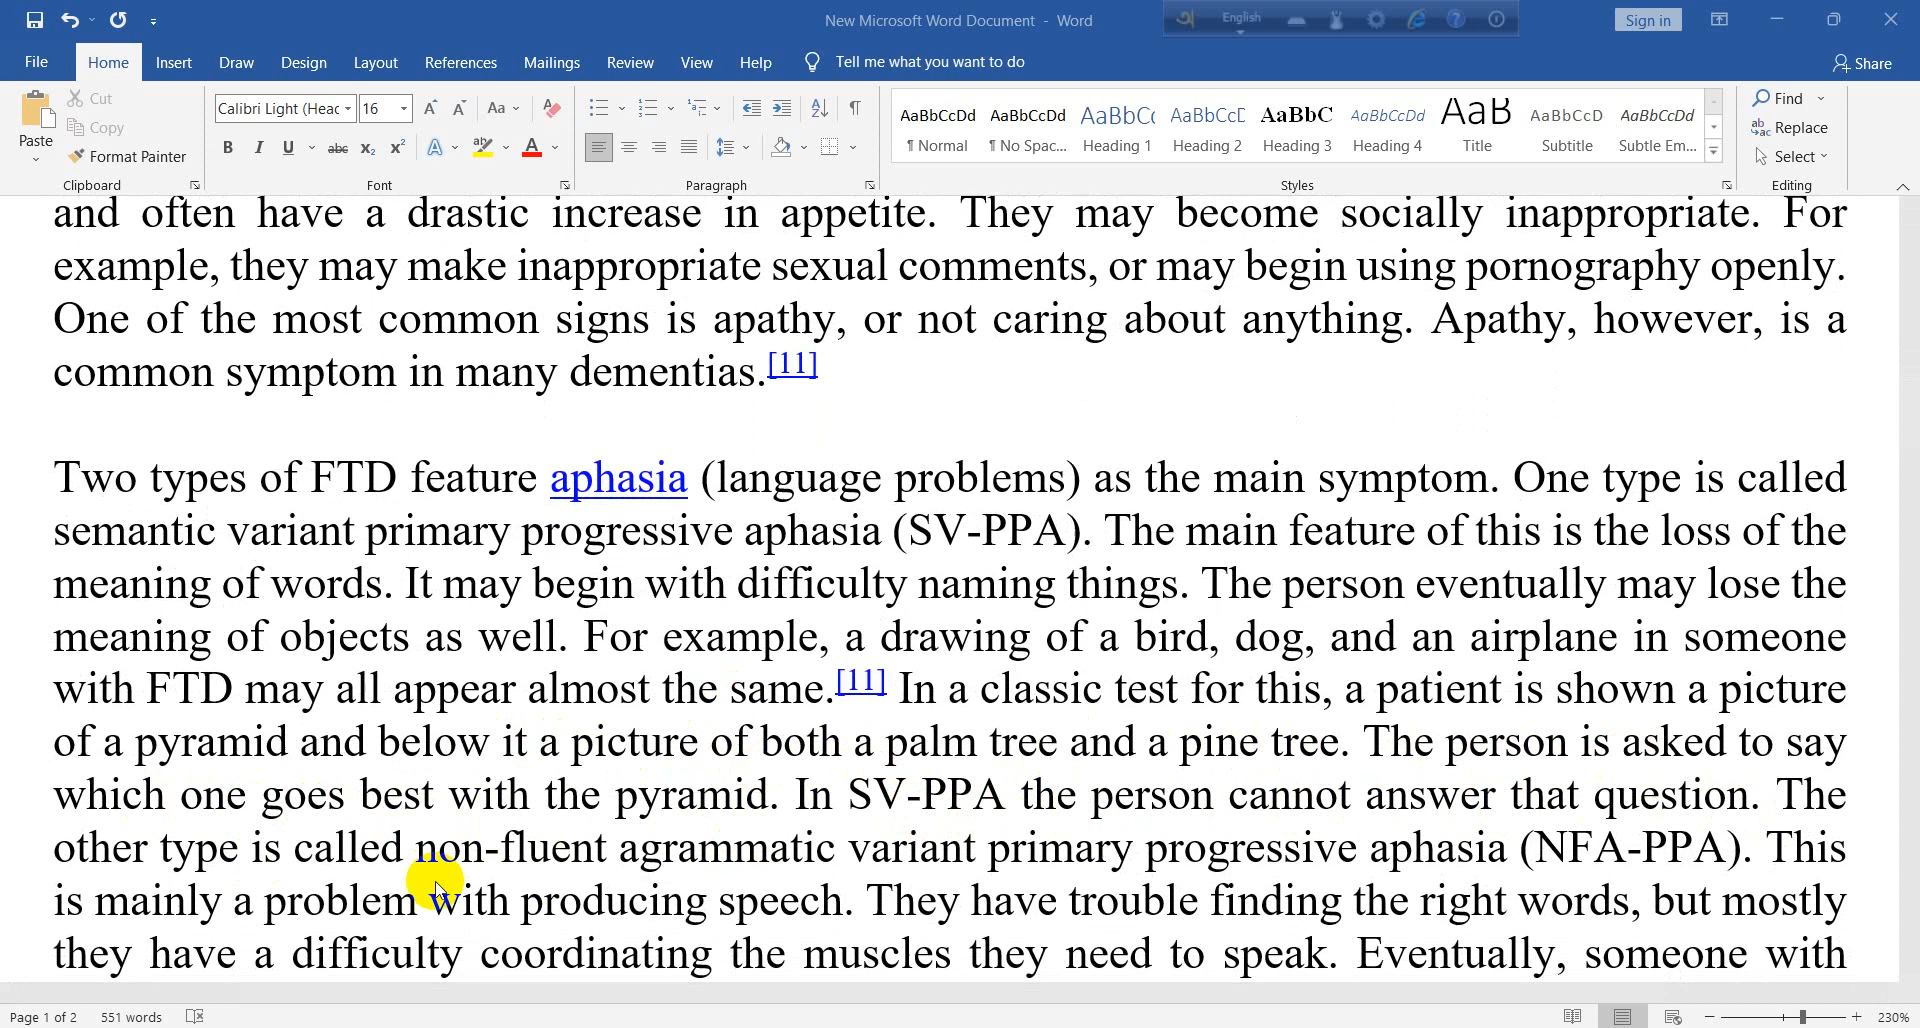 New Microsoft Word Document - Word
English
Sign in
File Home Insert Draw Design Layout References Mailings Review View Help Tell me what you want to do Share
Paste
Cut
Copy
Format Painter
Clipboard
Calibri Light (Headc 16
Font
Paragraph
AaBbCcDd AaBbCcDd AaBbCc AaBbCcC AaBbC AaBbCcDd AaB AaBbCcD AaBbCcDd
¶ Normal ¶ No Spac... Heading 1 Heading 2 Heading 3 Heading 4 Title Subtitle Subtle Em...
Styles
Find
Replace
Select
Editing
and often have a drastic increase in appetite. They may become socially inappropriate. For
example, they may make inappropriate sexual comments, or may begin using pornography openly.
One of the most common signs is apathy, or not caring about anything. Apathy, however, is a
common symptom in many dementias.[11]
Two types of FTD feature aphasia (language problems) as the main symptom. One type is called
semantic variant primary progressive aphasia (SV-PPA). The main feature of this is the loss of the
meaning of words. It may begin with difficulty naming things. The person eventually may lose the
meaning of objects as well. For example, a drawing of a bird, dog, and an airplane in someone
with FTD may all appear almost the same.[11] In a classic test for this, a patient is shown a picture
of a pyramid and below it a picture of both a palm tree and a pine tree. The person is asked to say
which one goes best with the pyramid. In SV-PPA the person cannot answer that question. The
other type is called non-fluent agrammatic variant primary progressive aphasia (NFA-PPA). This
is mainly a problem with producing speech. They have trouble finding the right words, but mostly
they have a difficulty coordinating the muscles they need to speak. Eventually, someone with
Page 1 of 2 551 words
230%